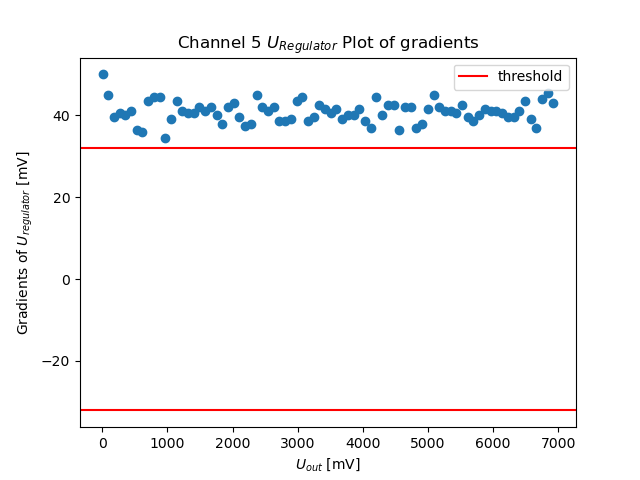 Channel 5 U_Regulator Plot of gradients
threshold
40
20
0
−20
Gradients of U_regulator [mV]
0 1000 2000 3000 4000 5000 6000 7000
U_out [mV]